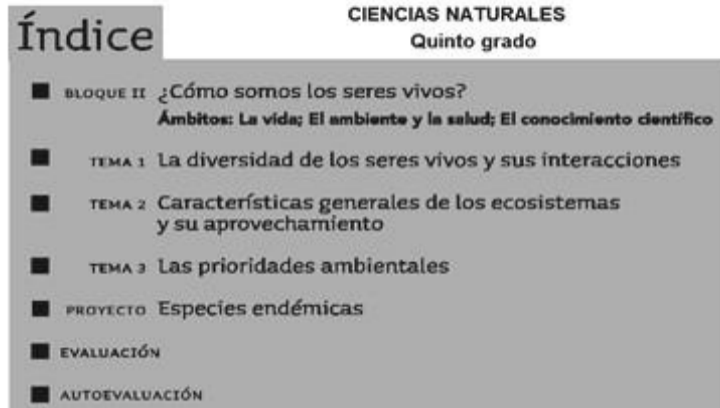 Índice
CIENCIAS NATURALES
Quinto grado
BLOQUE II ¿Cómo somos los seres vivos?
Ámbitos: La vida; El ambiente y la salud; El conocimiento científico
TEMA 1 La diversidad de los seres vivos y sus interacciones
TEMA 2 Características generales de los ecosistemas
y su aprovechamiento
TEMA 3 Las prioridades ambientales
PROYECTO Especies endémicas
EVALUACIÓN
AUTOEVALUACIÓN